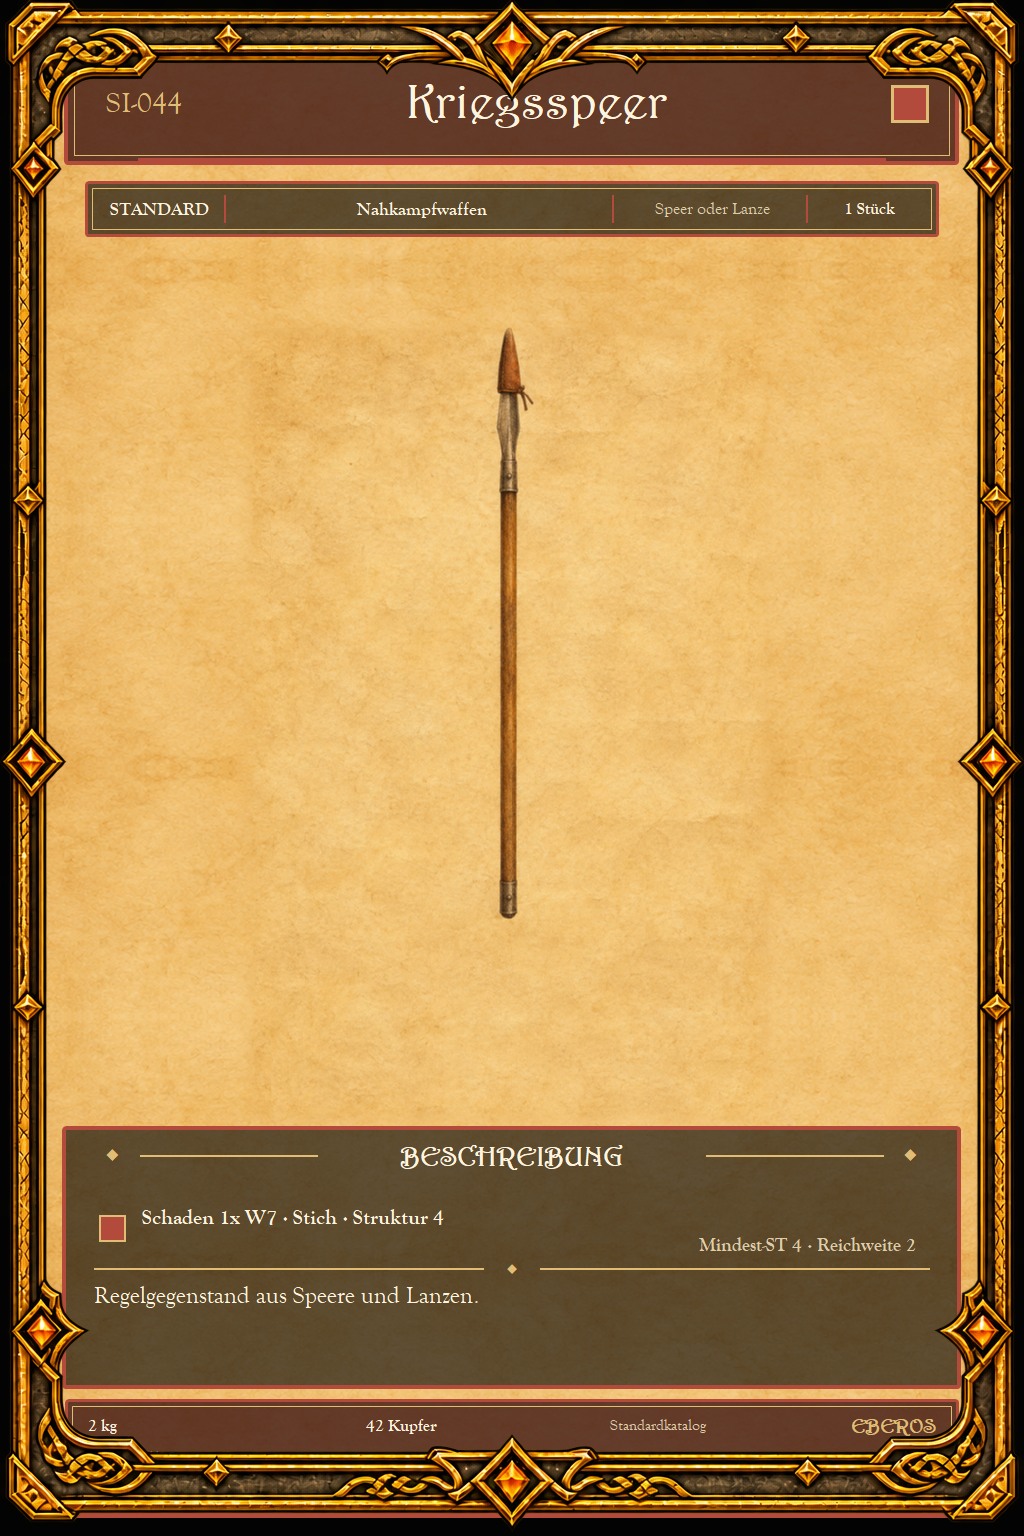 SI-044
Kriegsspeer
STANDARD
Nahkampfwaffen
Speer oder Lanze
1 Stück
BESCHREIBUNG
Schaden 1x W7 · Stich · Struktur 4
Mindest-ST 4 · Reichweite 2
Regelgegenstand aus Speere und Lanzen.
2 kg
42 Kupfer
Standardkatalog
EBEROS